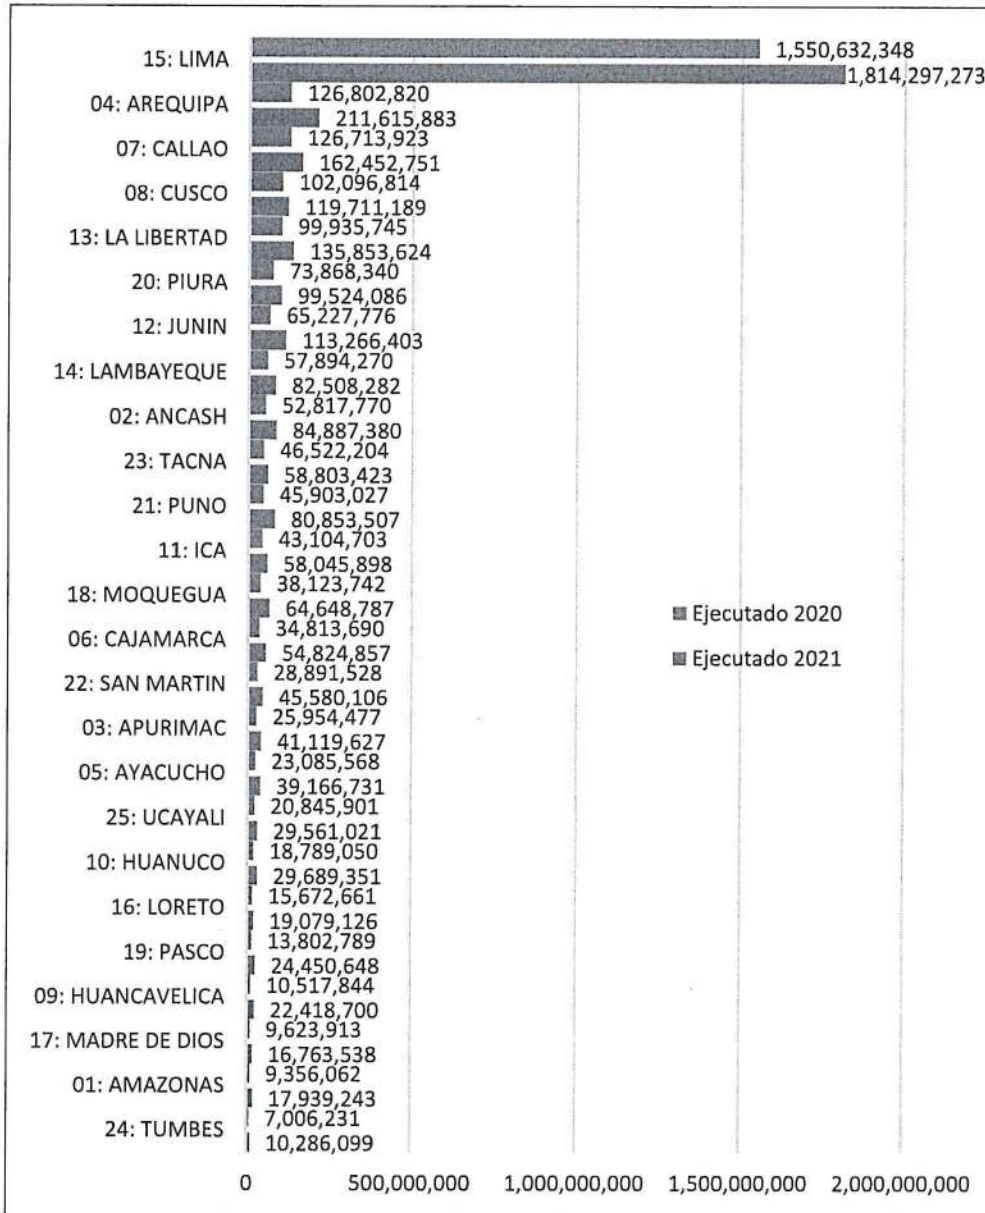 1,550,632,348
15: LIMA
1,814,297,273
126,802,820
04: AREQUIPA
211,615,883
126,713,923
07: CALLAO
162,452,751
102,096,814
08: CUSCO
119,711,189
99,935,745
13: LA LIBERTAD
135,853,624
73,868,340
20: PIURA
99,524,086
65,227,776
12: JUNIN
113,266,403
57,894,270
14: LAMBAYEQUE
82,508,282
52,817,770
02: ANCASH
84,887,380
46,522,204
23: TACNA
58,803,423
45,903,027
21: PUNO
80,853,507
43,104,703
11: ICA
58,045,898
38,123,742
18: MOQUEGUA
64,648,787
34,813,690
06: CAJAMARCA
54,824,857
28,891,528
22: SAN MARTIN
45,580,106
25,954,477
03: APURIMAC
41,119,627
23,085,568
05: AYACUCHO
39,166,731
20,845,901
25: UCAYALI
29,561,021
18,789,050
10: HUANUCO
29,689,351
15,672,661
16: LORETO
19,079,126
13,802,789
19: PASCO
24,450,648
10,517,844
09: HUANCAVELICA
22,418,700
9,623,913
17: MADRE DE DIOS
16,763,538
9,356,062
01: AMAZONAS
17,939,243
7,006,231
24: TUMBES
10,286,099
Ejecutado 2020
Ejecutado 2021
0 500,000,000 1,000,000,000 1,500,000,000 2,000,000,000